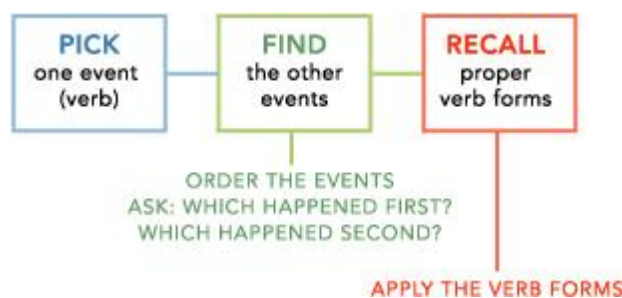 PICK
one event
(verb)
FIND
the other
events
RECALL
proper
verb forms
ORDER THE EVENTS
ASK: WHICH HAPPENED FIRST?
WHICH HAPPENED SECOND?
APPLY THE VERB FORMS